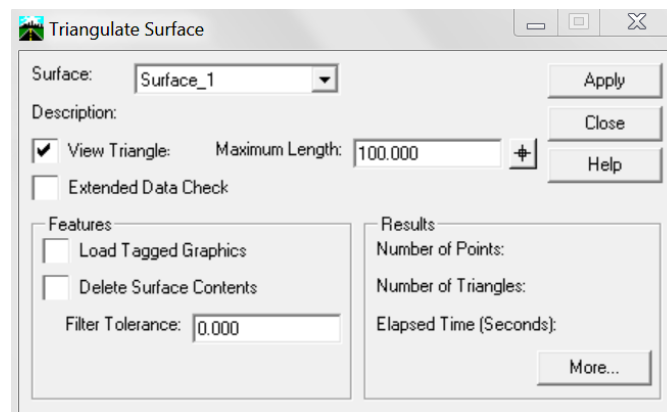 Triangulate Surface
Surface: Surface_1 Apply
Description: Close
View Triangle: Maximum Length: 100.000 Help
Extended Data Check
Features Results
Load Tagged Graphics Number of Points:
Delete Surface Contents Number of Triangles:
Filter Tolerance: 0.000 Elapsed Time (Seconds):
More...